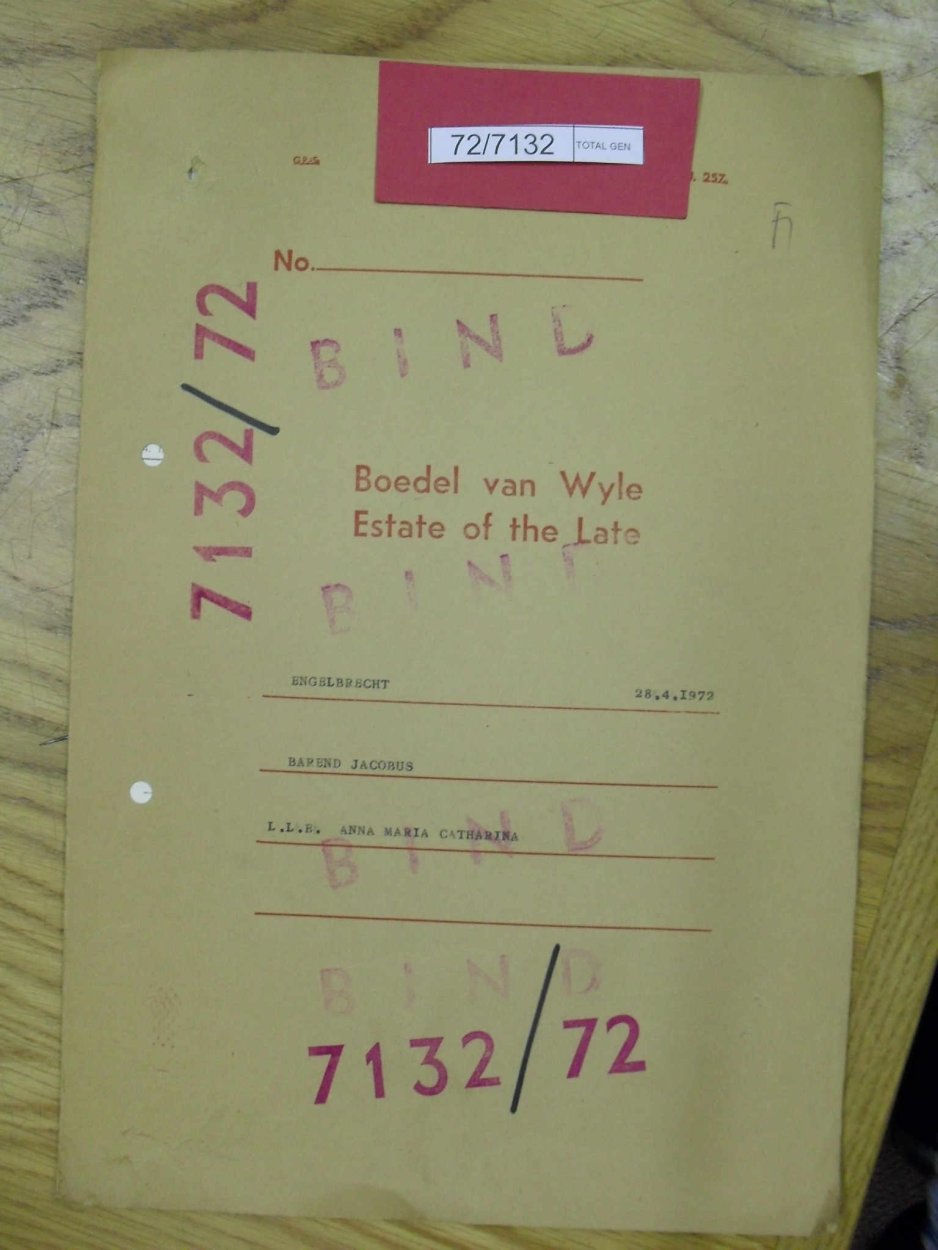 72/7132 TOTAL GEN
G.P.-S.
J. 257.
No.
7132/72
BIND
Boedel van Wyle
Estate of the Late
BIND
ENGELBRECHT 28.4.1972
BAREND JACOBUS
L.L.B. ANNA MARIA CATHARINA
BIND
BIND
7132/72